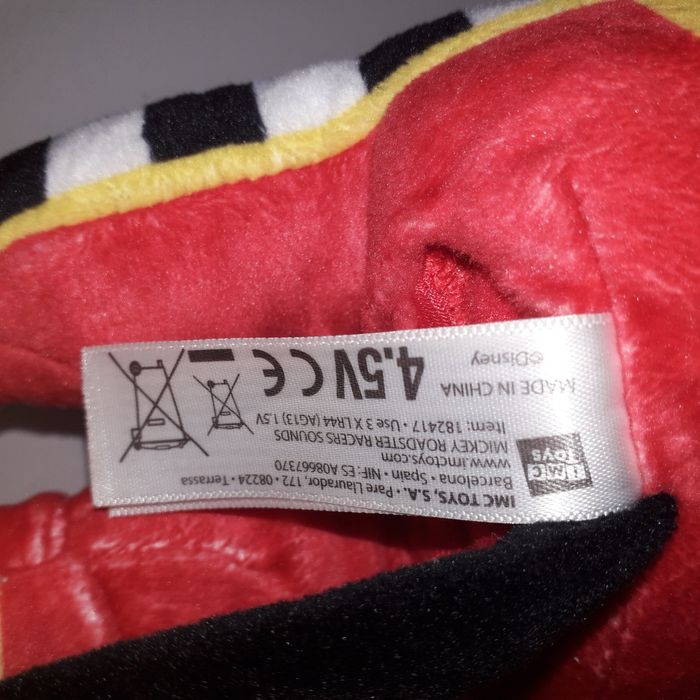 IMC
TOYS
IMC TOYS, S.A. · Pare Llaurador, 172 · 08224 - Terrassa
Barcelona - Spain · NIF: ES A08667370
www.imctoys.com
MICKEY ROADSTER RACERS SOUNDS
Item: 182417 · Use 3 X LR44 (AG13) 1.5V
MADE IN CHINA
©Disney
4.5V CE